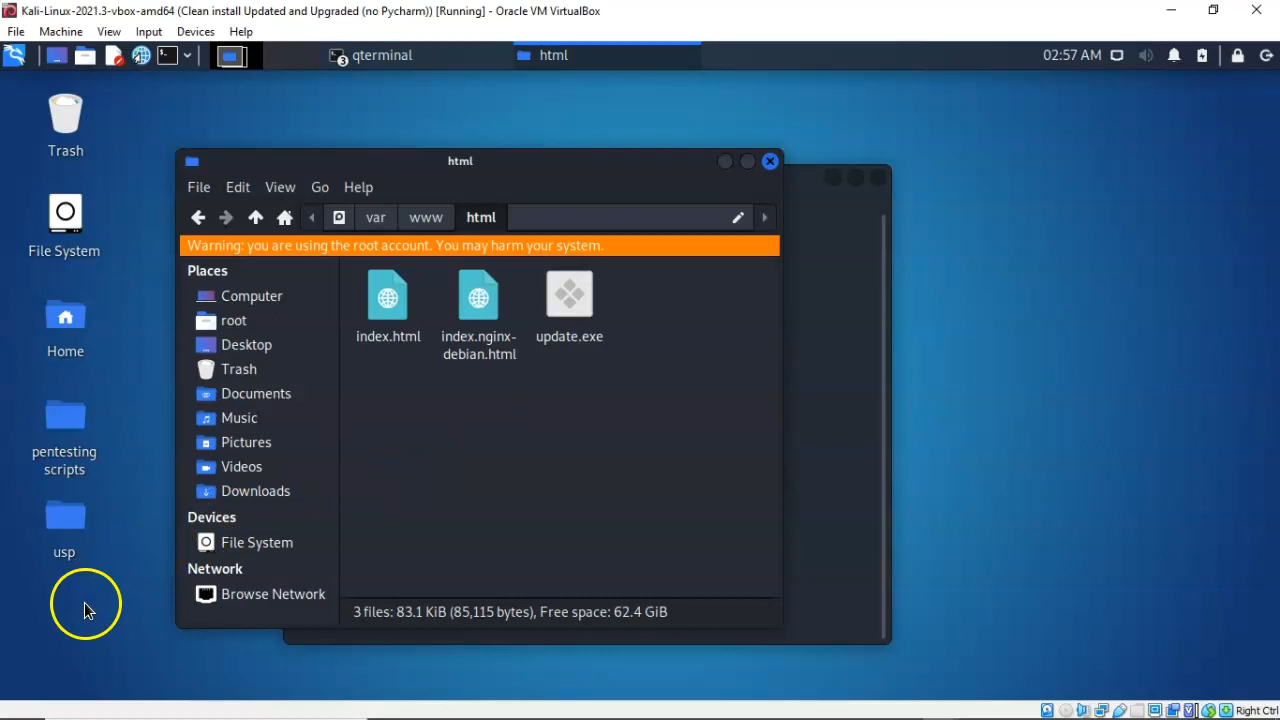 Kali-Linux-2021.3-vbox-amd64 (Clean install Updated and Upgraded (no Pycharm)) [Running] - Oracle VM VirtualBox
File Machine View Input Devices Help
qterminal
3
html
02:57 AM
Trash
File System
Home
pentesting
scripts
usp
html
File Edit View Go Help
var www html
Warning: you are using the root account. You may harm your system.
Places
Computer
root
Desktop
Trash
Documents
Music
Pictures
Videos
Downloads
Devices
File System
Network
Browse Network
index.html
index.nginx-
debian.html
update.exe
3 files: 83.1 KiB (85,115 bytes), Free space: 62.4 GiB
Right Ctrl